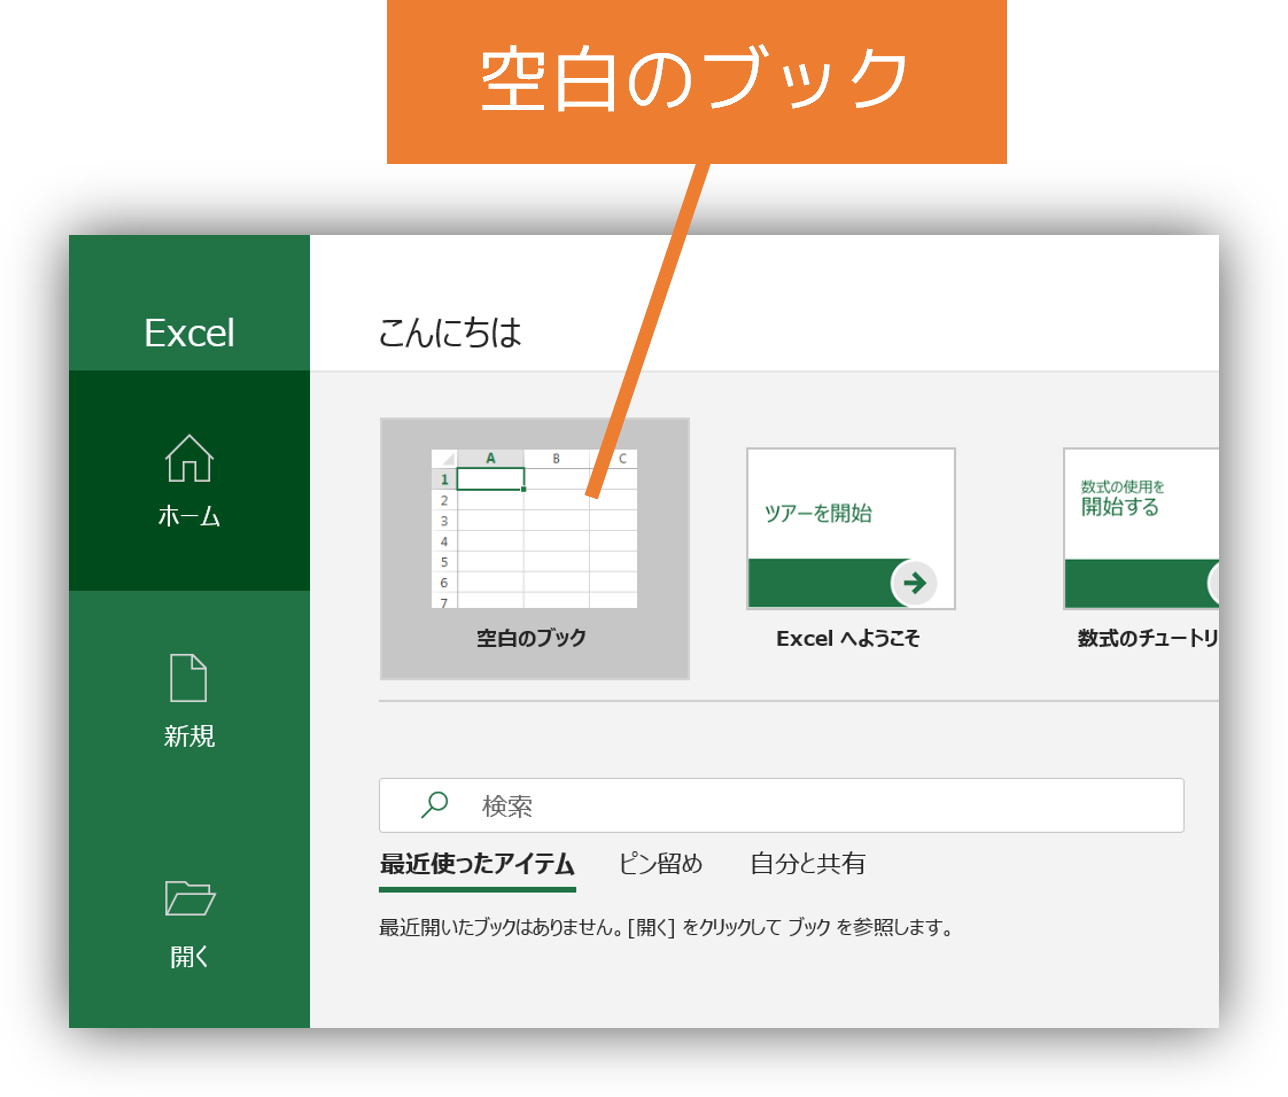 空白のブック
Excel
こんにちは
ホーム
新規
開く
A B C
1
2
3
4
5
6
7
空白のブック
ツアーを開始
Excel へようこそ
数式の使用を
開始する
数式のチュートリ
検索
最近使ったアイテム ピン留め 自分と共有
最近開いたブックはありません。[開く] をクリックして ブック を参照します。